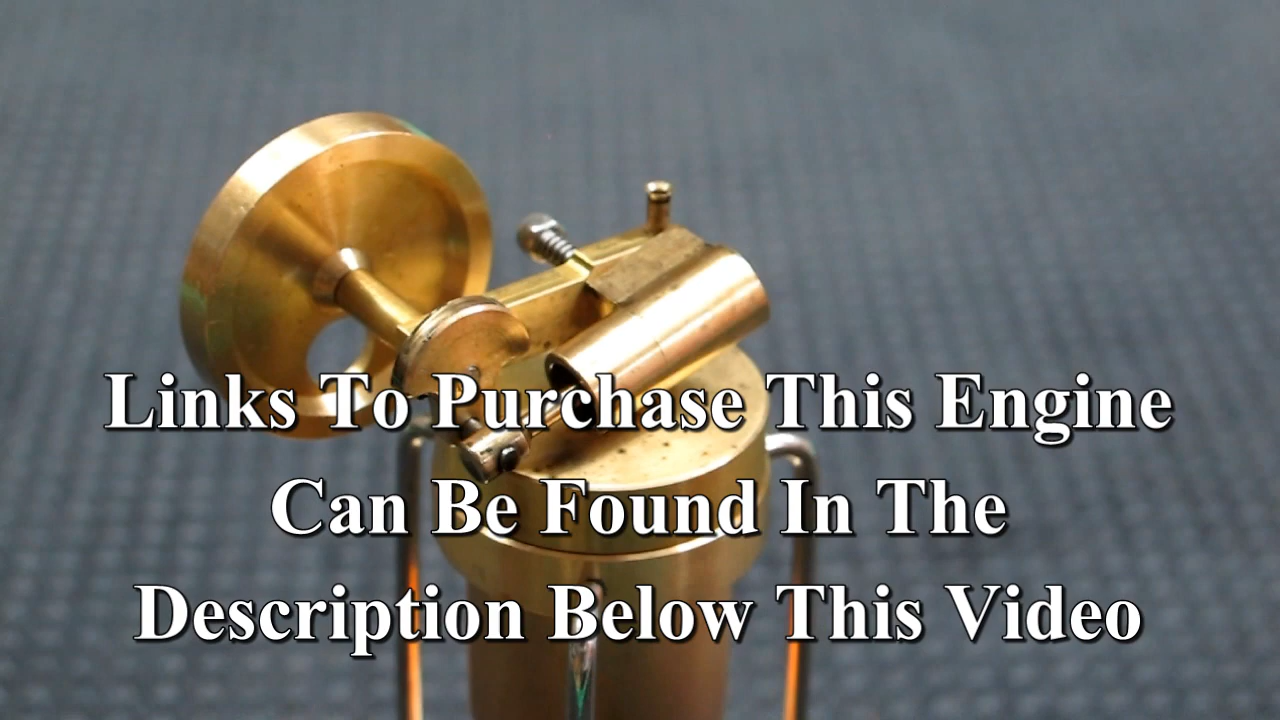 Links To Purchase This Engine
Can Be Found In The
Description Below This Video